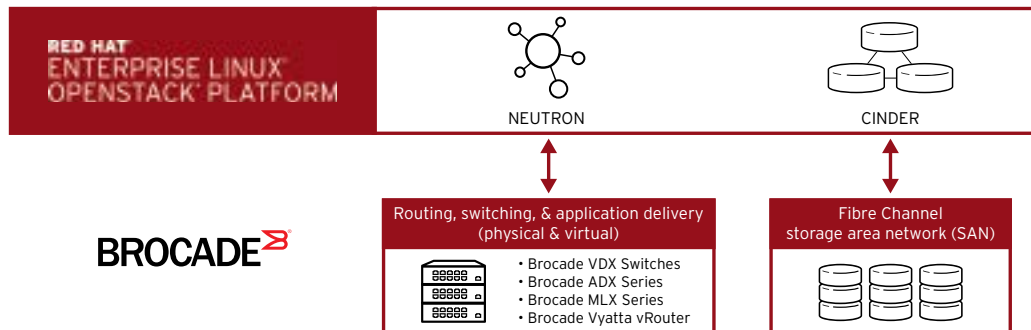 RED HAT
ENTERPRISE LINUX
OPENSTACK PLATFORM
NEUTRON
CINDER
BROCADE
Routing, switching, & application delivery
(physical & virtual)
• Brocade VDX Switches
• Brocade ADX Series
• Brocade MLX Series
• Brocade Vyatta vRouter
Fibre Channel
storage area network (SAN)